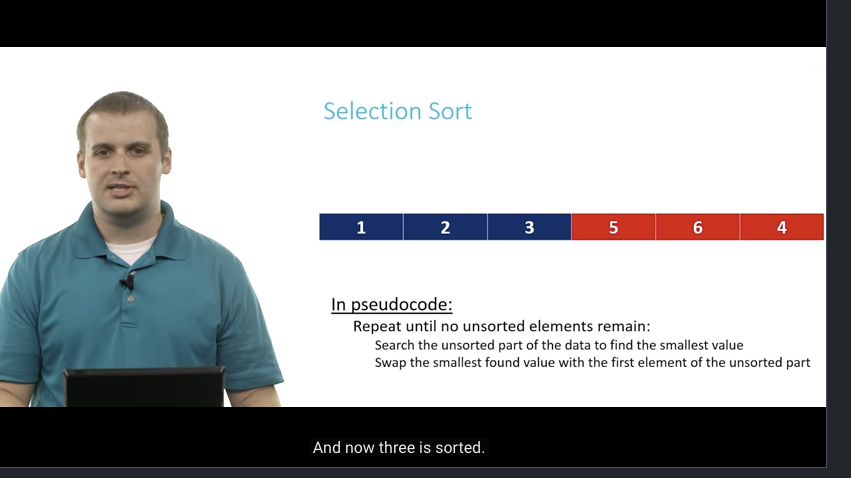 Selection Sort
1 2 3 5 6 4
In pseudocode:
Repeat until no unsorted elements remain:
Search the unsorted part of the data to find the smallest value
Swap the smallest found value with the first element of the unsorted part
And now three is sorted.